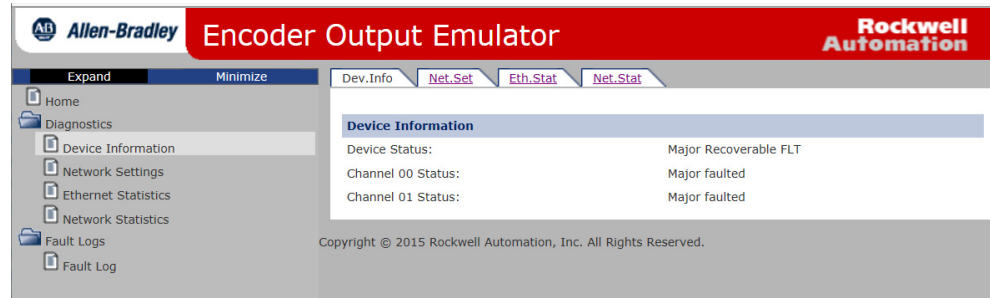 AB Allen-Bradley
Encoder Output Emulator
Rockwell
Automation
Expand Minimize
Home
Diagnostics
Device Information
Network Settings
Ethernet Statistics
Network Statistics
Fault Logs
Fault Log
Dev.Info Net.Set Eth.Stat Net.Stat
Device Information
Device Status: Major Recoverable FLT
Channel 00 Status: Major faulted
Channel 01 Status: Major faulted
Copyright © 2015 Rockwell Automation, Inc. All Rights Reserved.